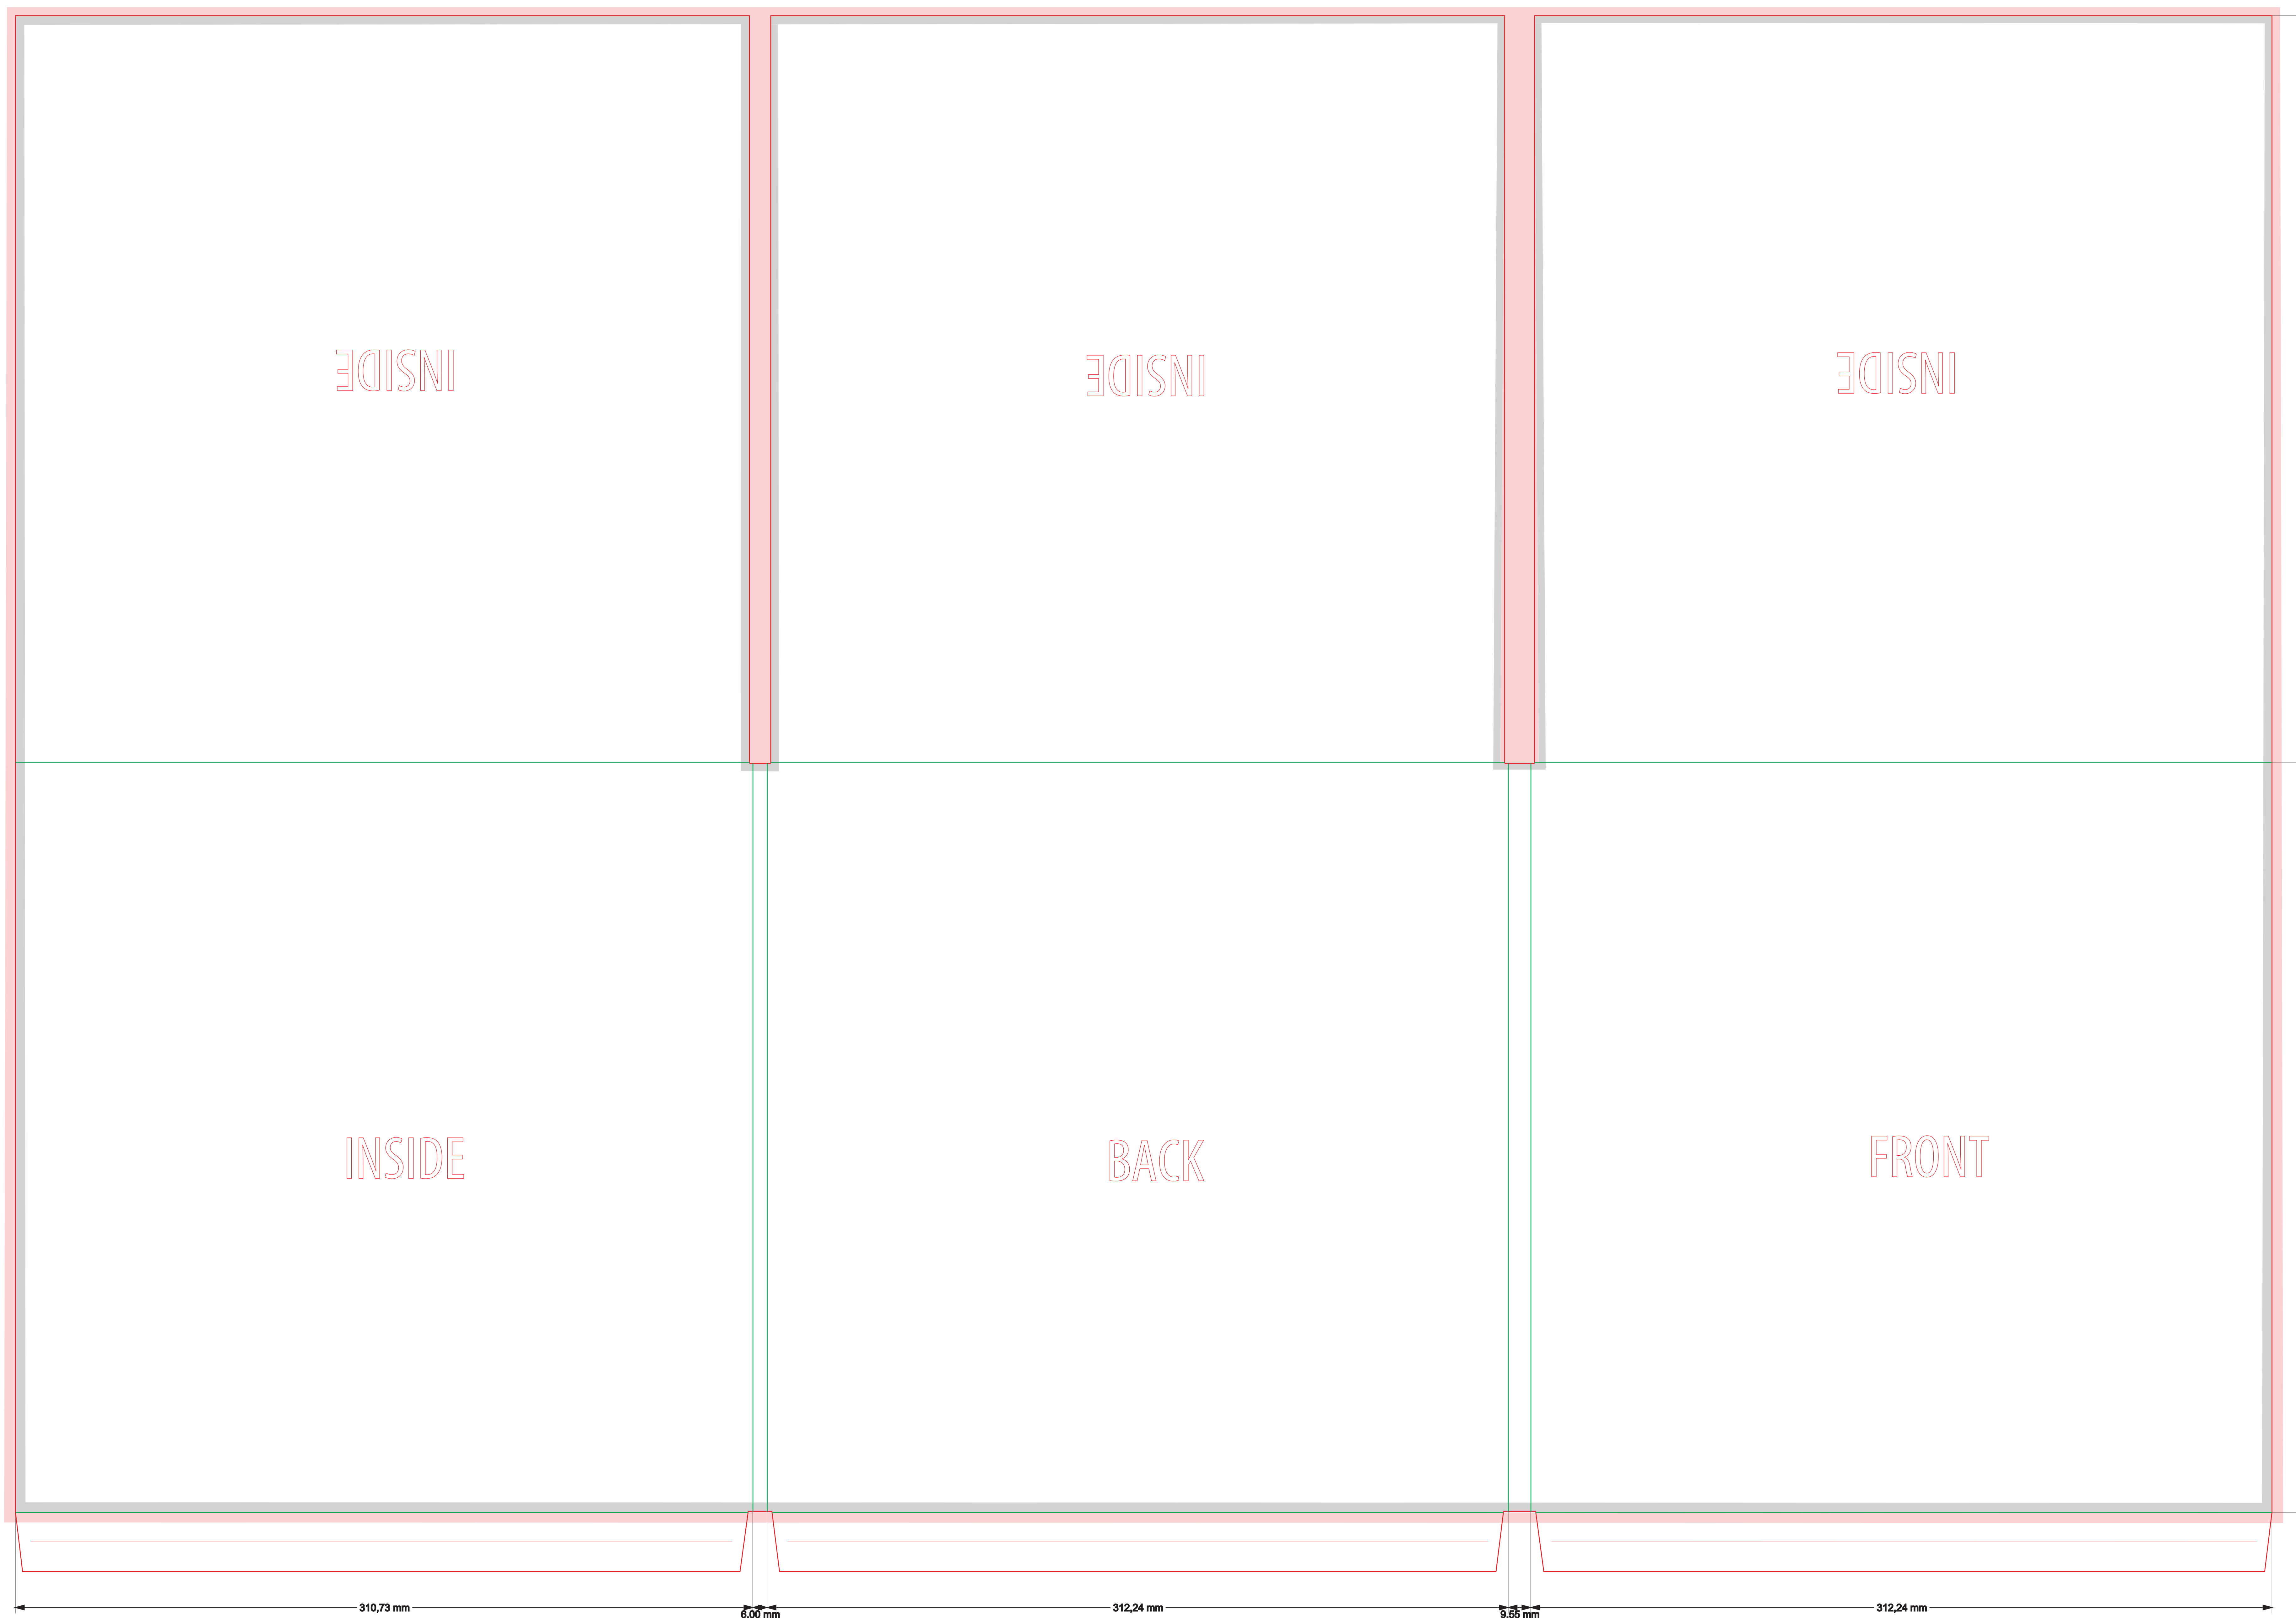 INSIDE
INSIDE
INSIDE
INSIDE
BACK
FRONT
310,73 mm
6.00 mm
312,24 mm
9.55 mm
312,24 mm